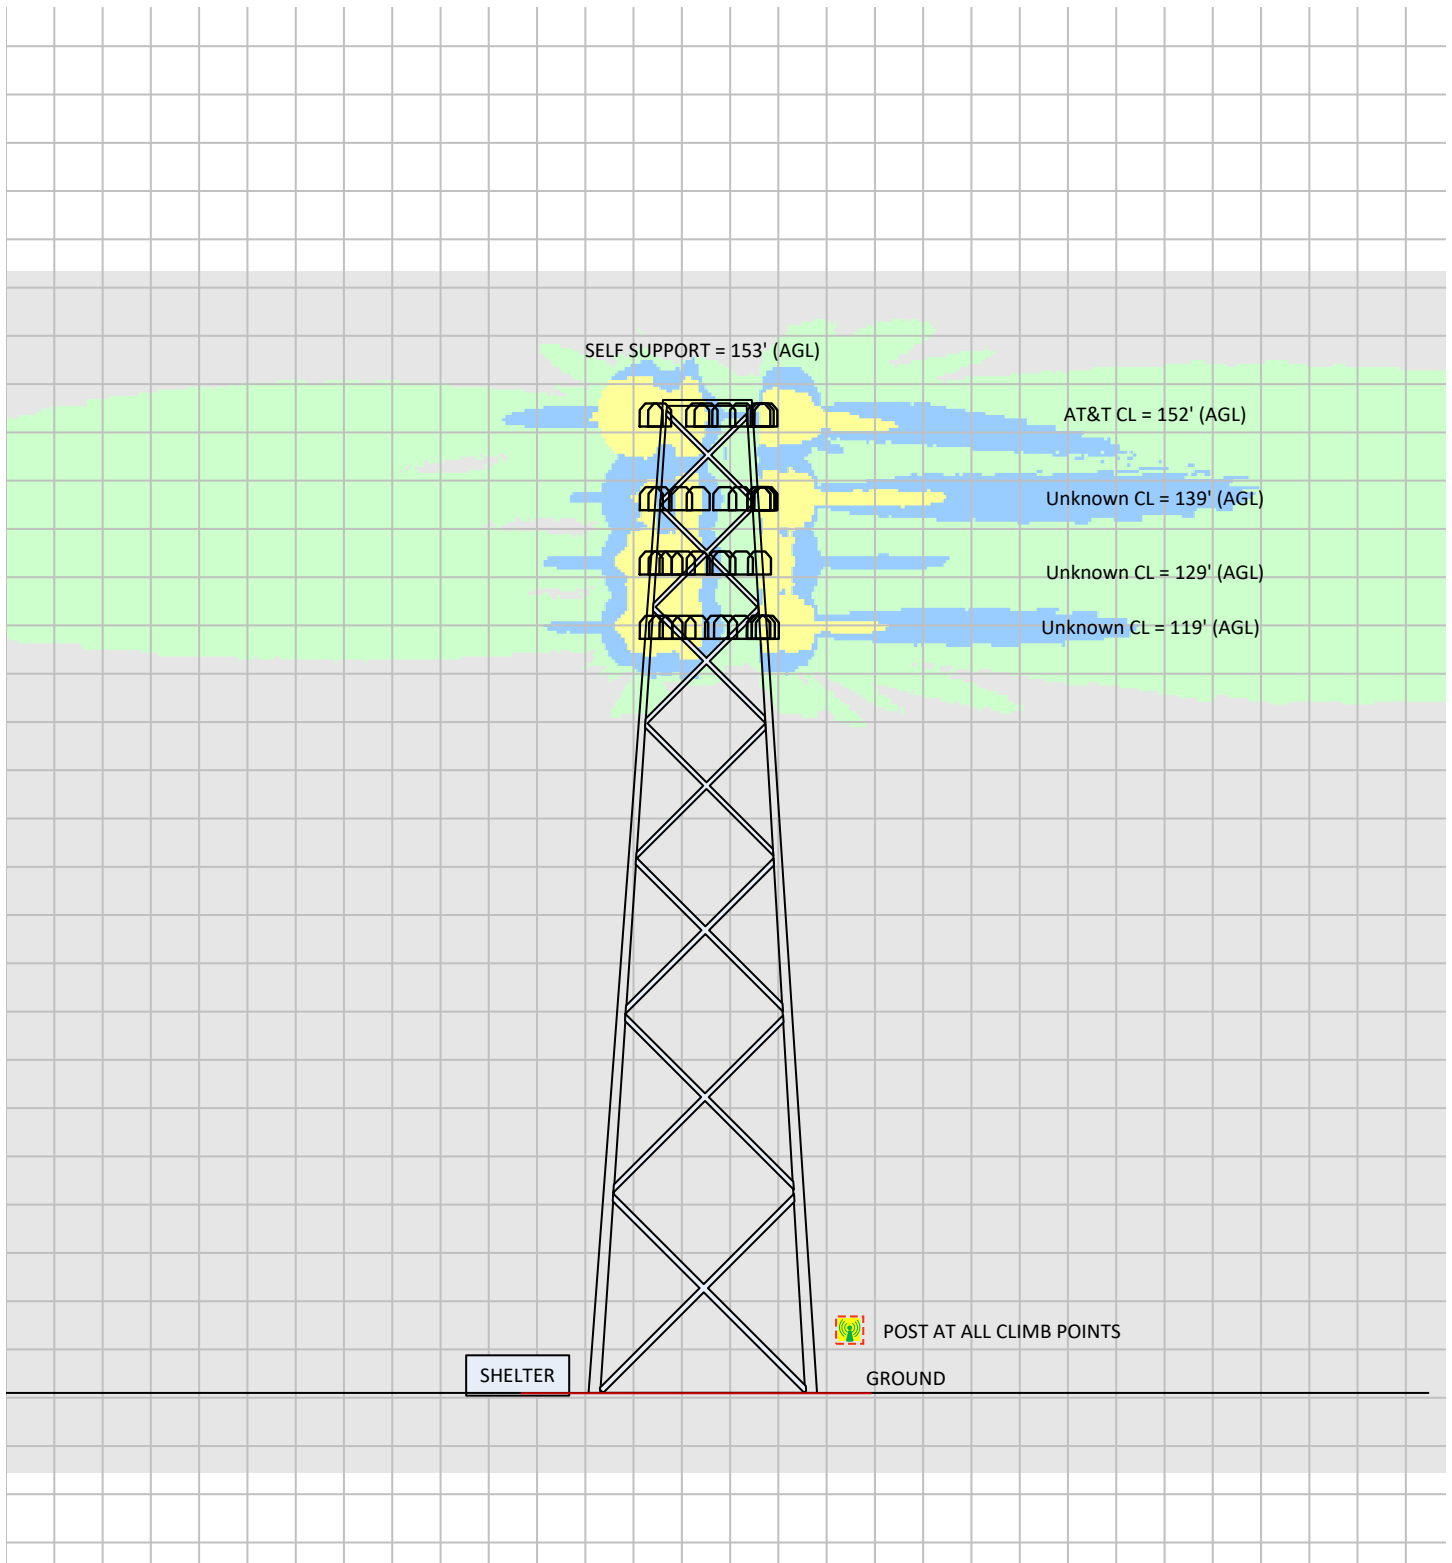 SELF SUPPORT = 153' (AGL)
AT&T CL = 152' (AGL)
Unknown CL = 139' (AGL)
Unknown CL = 129' (AGL)
Unknown CL = 119' (AGL)
POST AT ALL CLIMB POINTS
SHELTER
GROUND